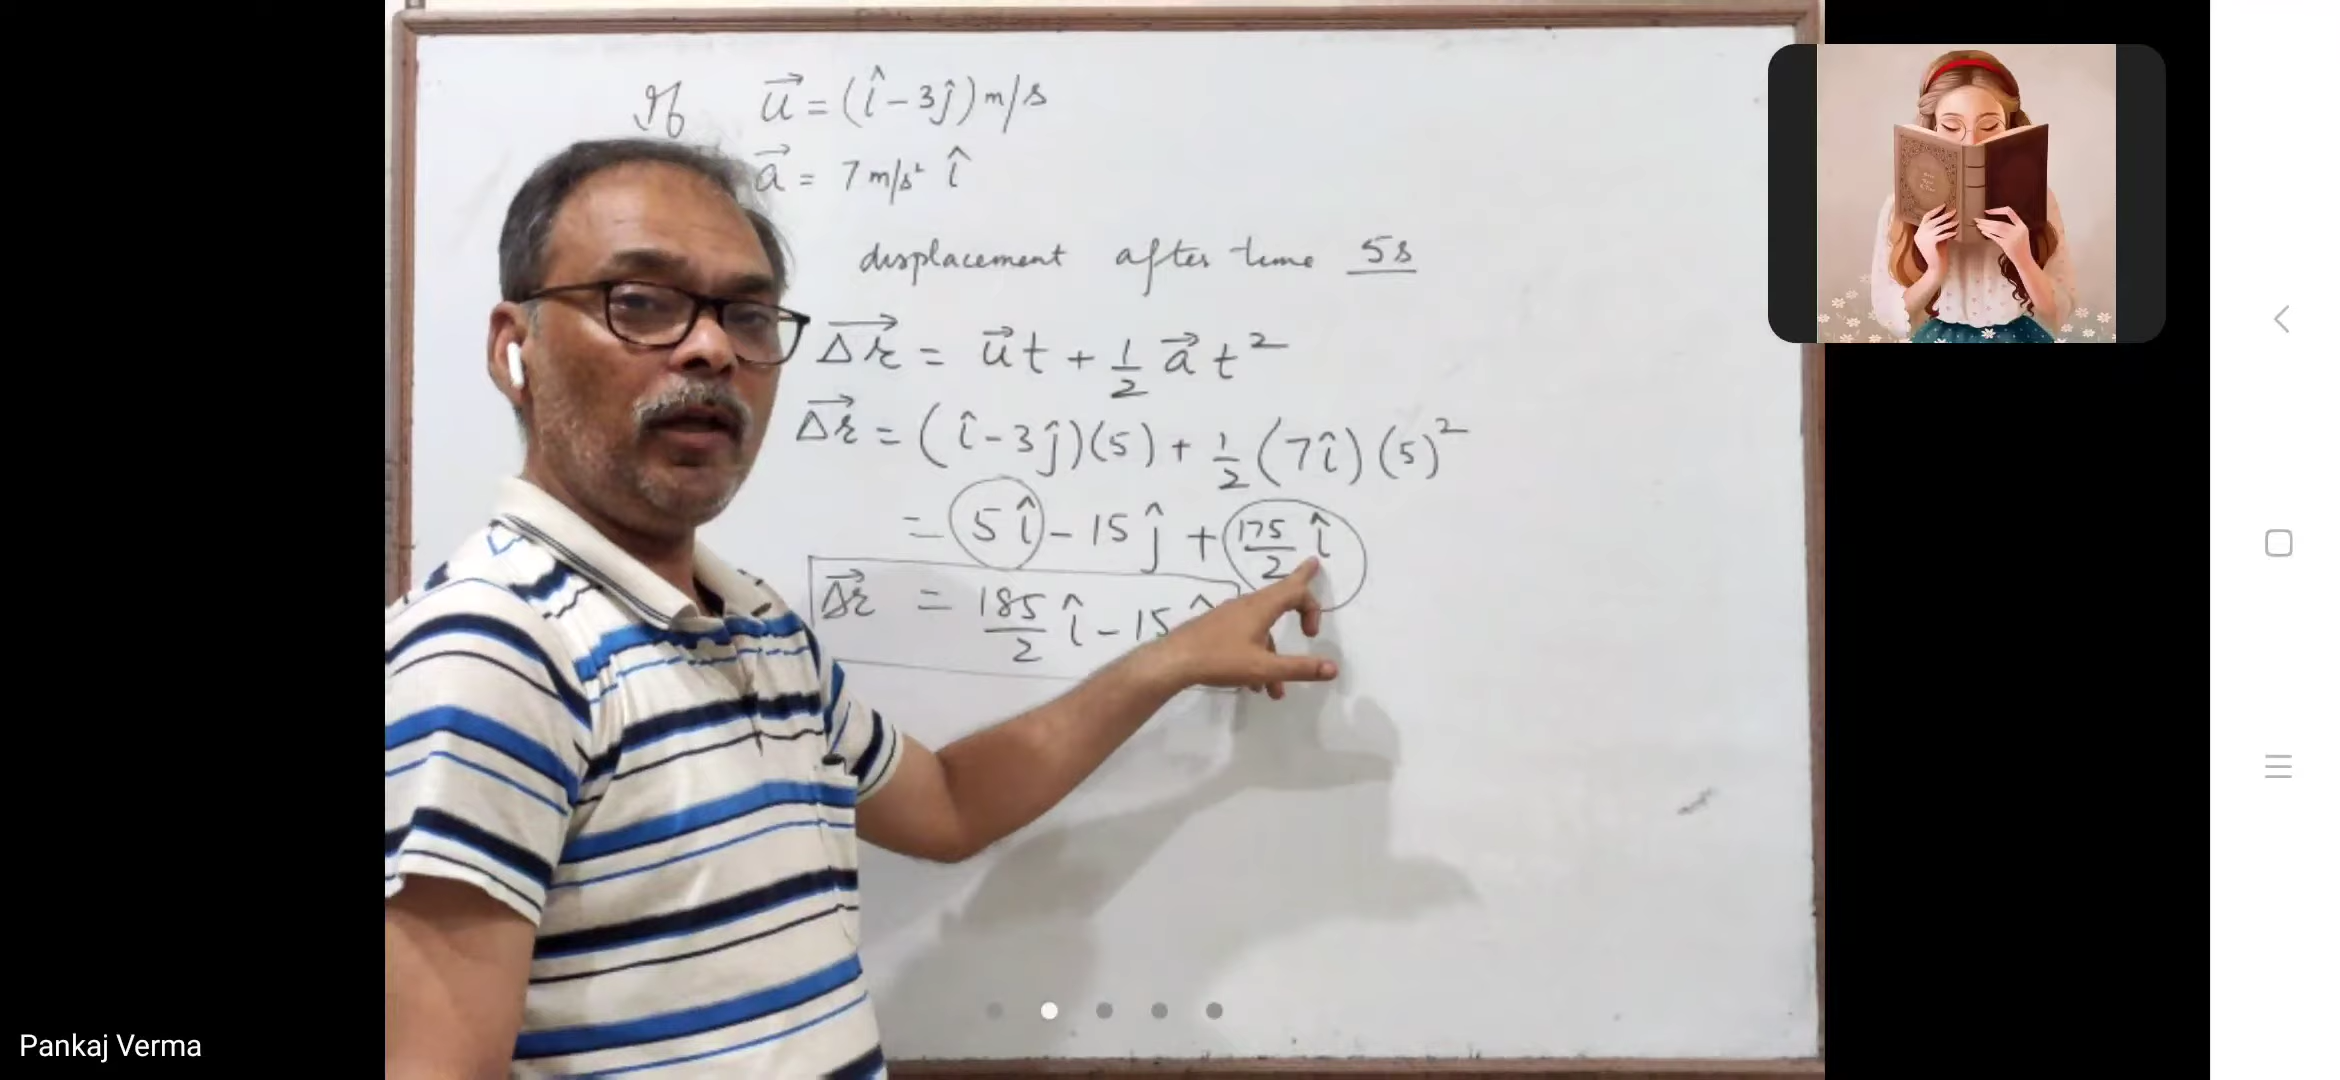 If u⃗ = (î - 3ĵ) m/s
a⃗ = 7 m/s² î
displacement after time 5s
Δr⃗ = u⃗t + 1/2 a⃗ t²
Δr⃗ = (î - 3ĵ)(5) + 1/2 (7î)(5)²
= 5î - 15ĵ + 175/2 î
Δr⃗ = 185/2 î - 15
Pankaj Verma